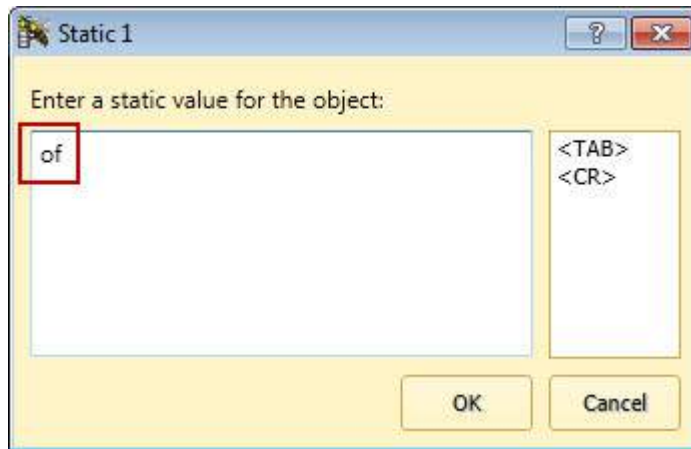 Static 1
Enter a static value for the object:
of
<TAB>
<CR>
OK
Cancel